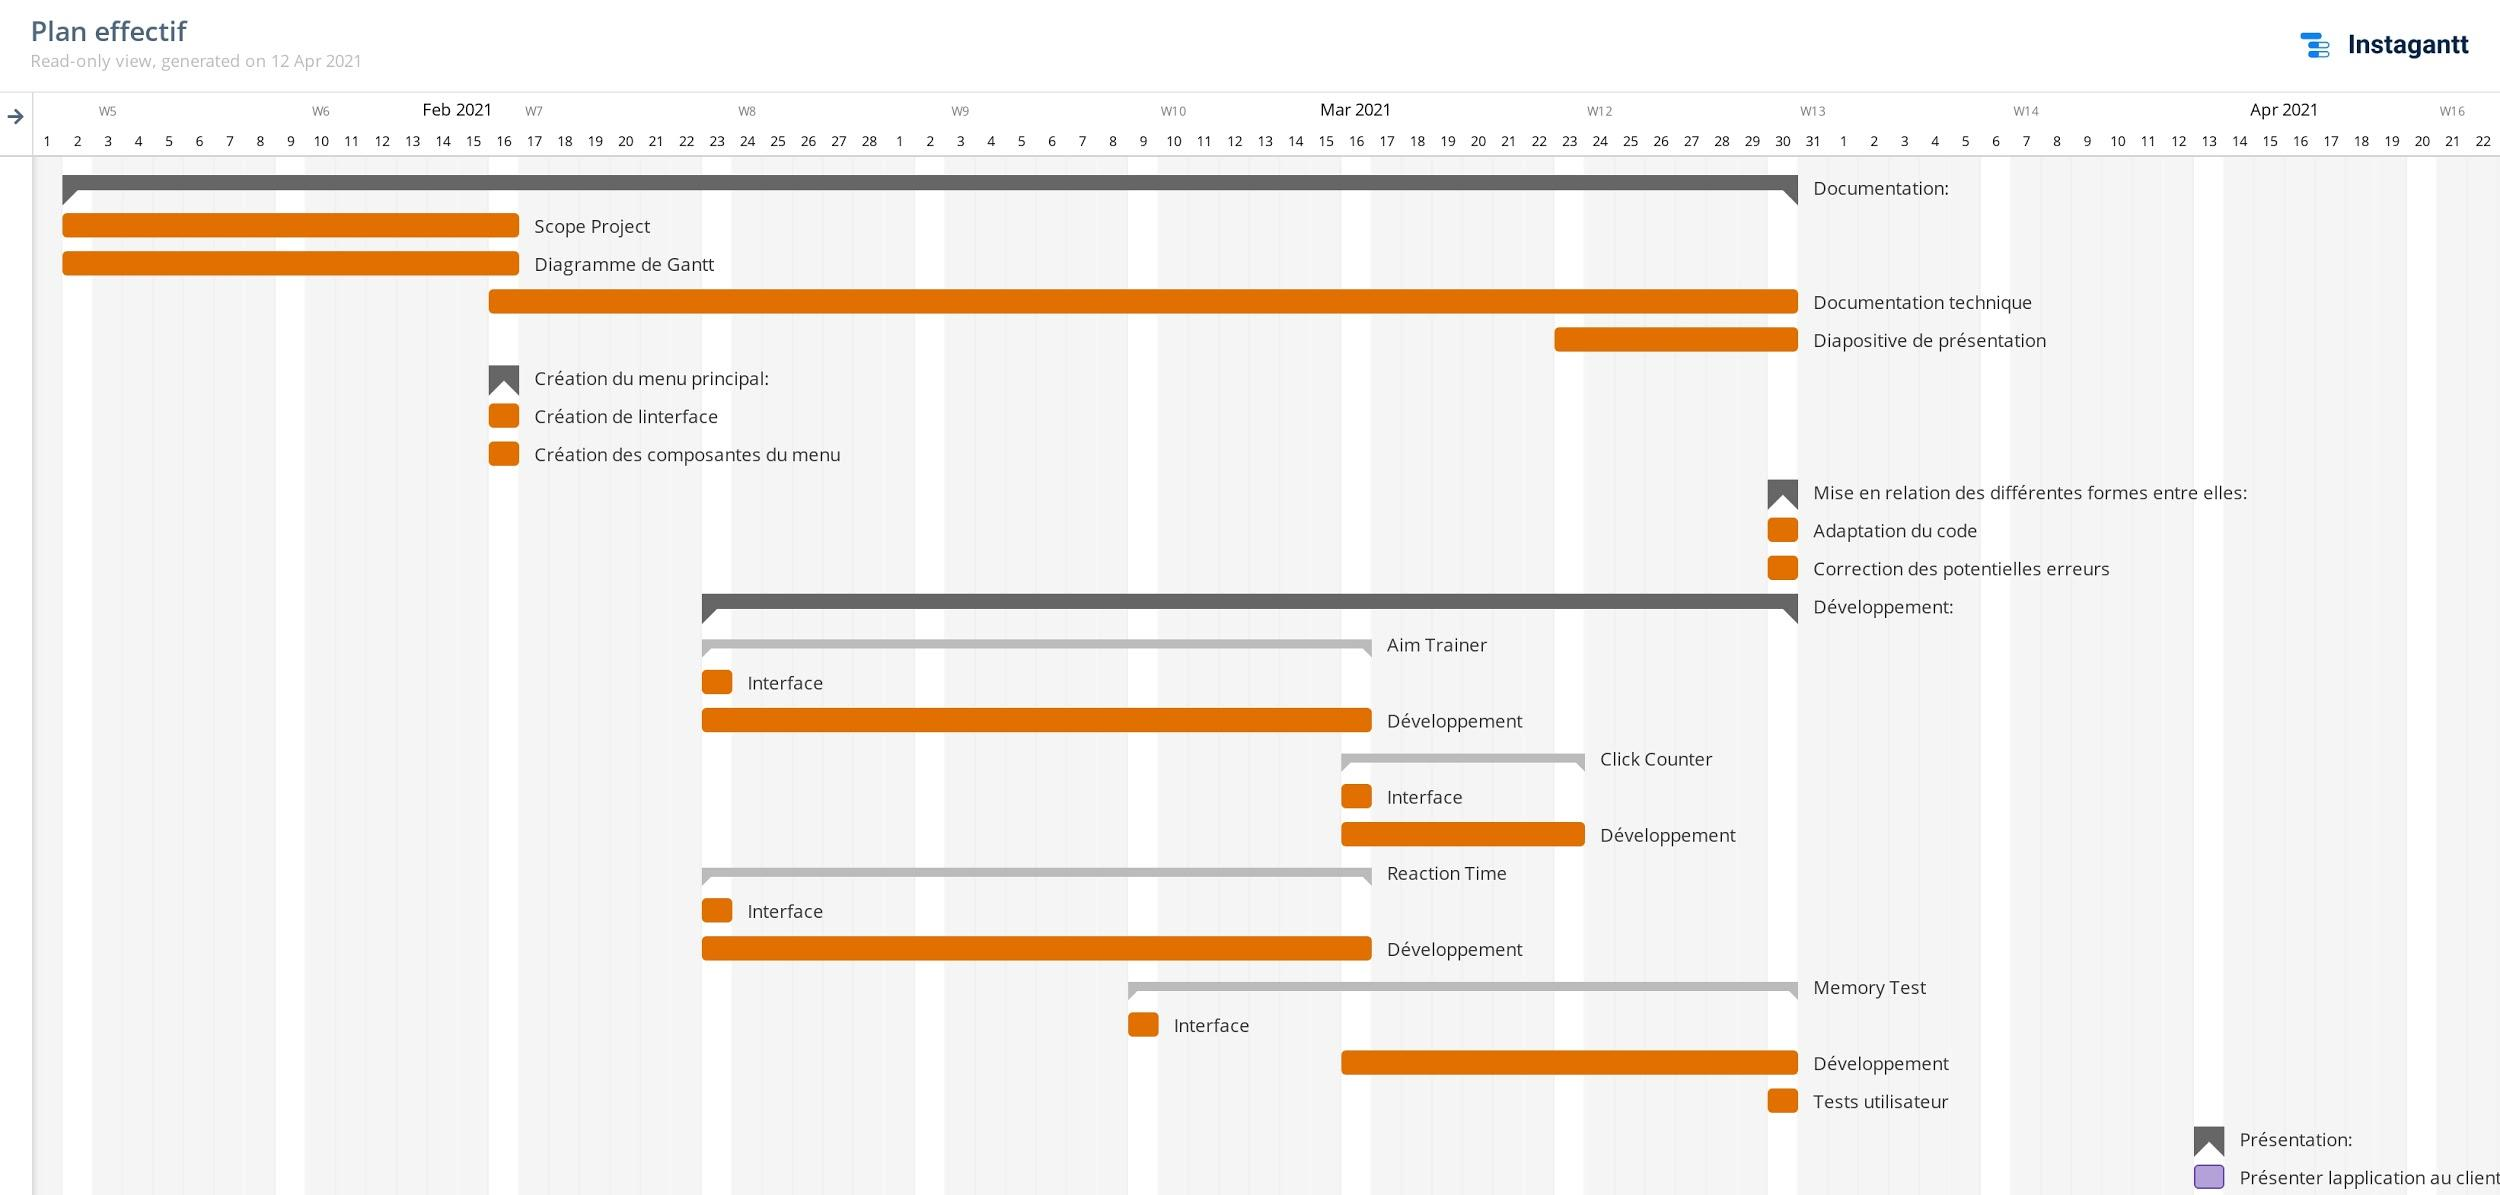 Plan effectif
Read-only view, generated on 12 Apr 2021
Instagantt
W5 W6 Feb 2021 W7 W8 W9 W10 Mar 2021 W12 W13 W14 Apr 2021 W16
1 2 3 4 5 6 7 8 9 10 11 12 13 14 15 16 17 18 19 20 21 22 23 24 25 26 27 28 1 2 3 4 5 6 7 8 9 10 11 12 13 14 15 16 17 18 19 20 21 22 23 24 25 26 27 28 29 30 31 1 2 3 4 5 6 7 8 9 10 11 12 13 14 15 16 17 18 19 20 21 22
Documentation:
Scope Project
Diagramme de Gantt
Documentation technique
Diapositive de présentation
Création du menu principal:
Création de linterface
Création des composantes du menu
Mise en relation des différentes formes entre elles:
Adaptation du code
Correction des potentielles erreurs
Développement:
Aim Trainer
Interface
Développement
Click Counter
Interface
Développement
Reaction Time
Interface
Développement
Memory Test
Interface
Développement
Tests utilisateur
Présentation:
Présenter lapplication au client